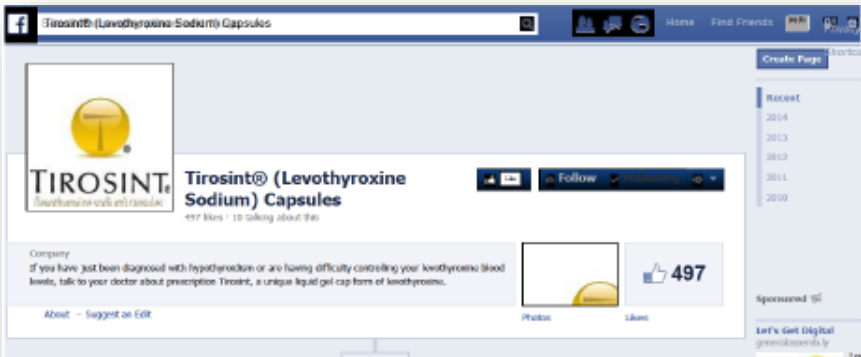 Tirosint® (Levothyroxine Sodium) Capsules
Home Find Friends
Create Page
Recent
2014
2013
2012
2011
2010
TIROSINT
Tirosint® (Levothyroxine
Sodium) Capsules
497 likes · 10 talking about this
Like
Follow
Company
If you have just been diagnosed with hypothyroidism or are having difficulty controlling your levothyroxine blood
levels, talk to your doctor about prescription Tirosint, a unique liquid gel cap form of levothyroxine.
About – Suggest an Edit
497
Photos
Likes
Sponsored
Let's Get Digital
generalassemb.ly